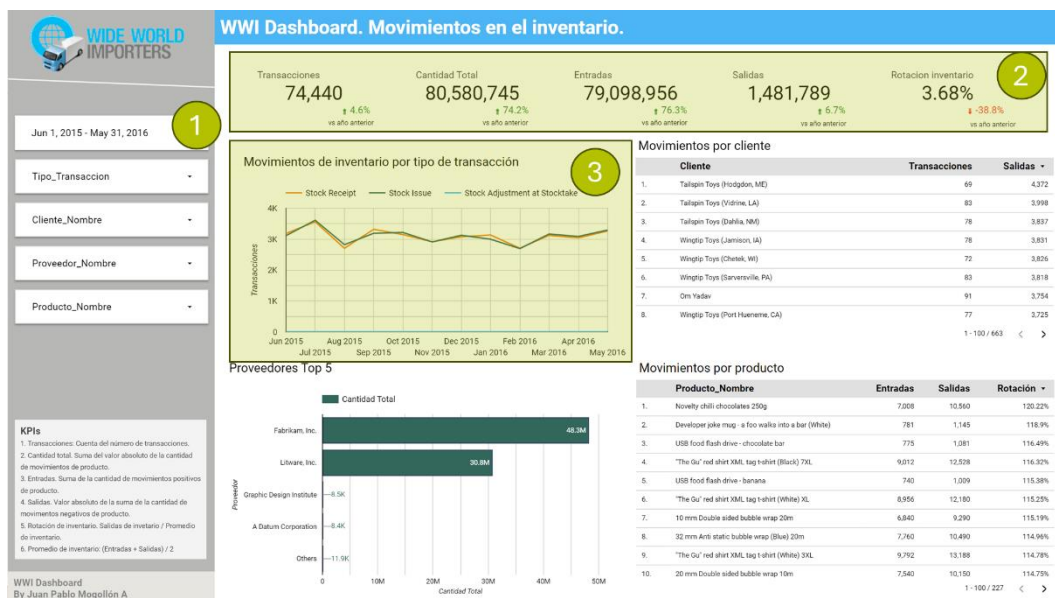 WIDE WORLD
IMPORTERS
WWI Dashboard. Movimientos en el inventario.
Jun 1, 2015 - May 31, 2016
1
Tipo_Transaccion
Cliente_Nombre
Proveedor_Nombre
Producto_Nombre
KPIs
1. Transacciones: Cuenta del número de transacciones.
2. Cantidad total. Suma del valor absoluto de la cantidad
de movimientos de producto.
3. Entradas. Suma de la cantidad de movimientos positivos
de producto.
4. Salidas. Valor absoluto de la suma de la cantidad de
movimentos negativos de producto.
5. Rotación de inventario. Salidas de invetario / Promedio
de inventario.
6. Promedio de inventario: (Entradas + Salidas) / 2
WWI Dashboard
By Juan Pablo Mogollón A
Transacciones
74,440
4.6%
vs año anterior
Cantidad Total
80,580,745
74.2%
vs año anterior
Entradas
79,098,956
76.3%
vs año anterior
Salidas
1,481,789
6.7%
vs año anterior
Rotacion inventario
3.68%
-38.8%
vs año anterior
2
Movimientos de inventario por tipo de transacción
3
Stock Receipt Stock Issue Stock Adjustment at Stocktake
Transacciones
4K
3K
2K
1K
0
Jun 2015 Aug 2015 Oct 2015 Dec 2015 Feb 2016 Apr 2016
Jul 2015 Sep 2015 Nov 2015 Jan 2016 Mar 2016 May 2016
Movimientos por cliente
Cliente Transacciones Salidas
1. Tailspin Toys (Hodgdon, ME) 69 4,372
2. Tailspin Toys (Vidrine, LA) 83 3,998
3. Tailspin Toys (Dahlia, NM) 78 3,837
4. Wingtip Toys (Jamison, IA) 78 3,831
5. Wingtip Toys (Chetek, WI) 72 3,826
6. Wingtip Toys (Sarversville, PA) 83 3,818
7. Om Yadav 91 3,754
8. Wingtip Toys (Port Hueneme, CA) 77 3,725
1 - 100 / 663
Proveedores Top 5
Cantidad Total
Proveedor
Fabrikam, Inc. 48.3M
Litware, Inc. 30.8M
Graphic Design Institute 8.5K
A Datum Corporation 8.4K
Others 11.9K
0 10M 20M 30M 40M 50M
Cantidad Total
Movimientos por producto
Producto_Nombre Entradas Salidas Rotación
1. Novelty chilli chocolates 250g 7,008 10,560 120.22%
2. Developer joke mug - a foo walks into a bar (White) 781 1,145 118.9%
3. USB food flash drive - chocolate bar 775 1,081 116.49%
4. "The Gu" red shirt XML tag t-shirt (Black) 7XL 9,012 12,528 116.32%
5. USB food flash drive - banana 740 1,009 115.38%
6. "The Gu" red shirt XML tag t-shirt (White) XL 8,956 12,180 115.25%
7. 10 mm Double sided bubble wrap 20m 6,840 9,290 115.19%
8. 32 mm Anti static bubble wrap (Blue) 20m 7,760 10,490 114.96%
9. "The Gu" red shirt XML tag t-shirt (White) 3XL 9,792 13,188 114.78%
10. 20 mm Double sided bubble wrap 10m 7,540 10,150 114.75%
1 - 100 / 227